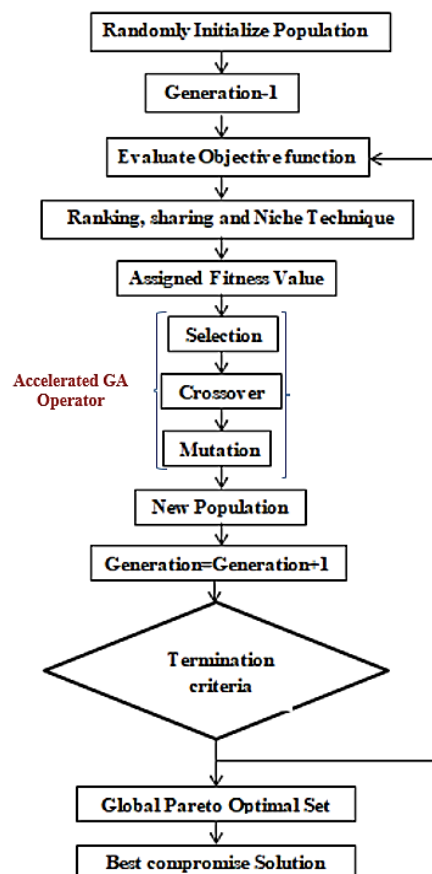 Randomly Initialize Population
Generation-1
Evaluate Objective function
Ranking, sharing and Niche Technique
Assigned Fitness Value
Selection
Accelerated GA
Operator
Crossover
Mutation
New Population
Generation=Generation+1
Termination
criteria
Global Pareto Optimal Set
Best compromise Solution